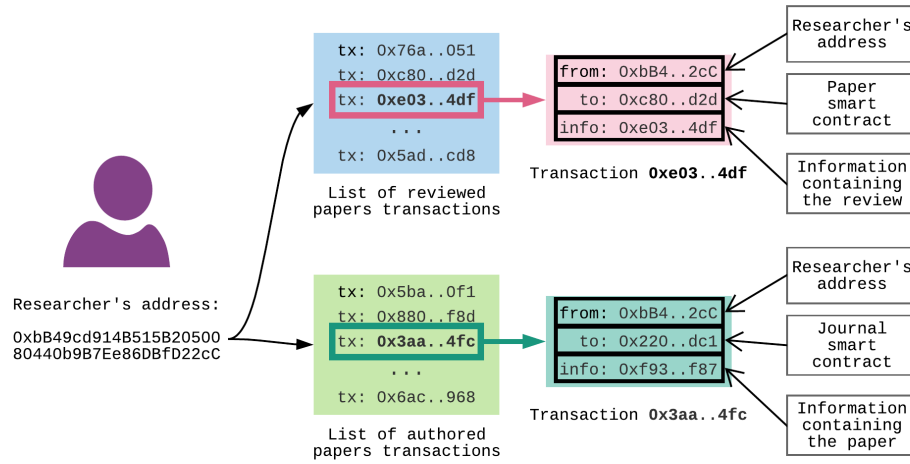 Researcher's address:
0xbB49cd914B515B20500
80440b9B7Ee86DBfD22cC
tx: 0x76a..051
tx: 0xc80..d2d
tx: 0xe03..4df
...
tx: 0x5ad..cd8
List of reviewed
papers transactions
from: 0xbB4..2cC
to: 0xc80..d2d
info: 0xe03..4df
Transaction 0xe03..4df
Researcher's
address
Paper
smart
contract
Information
containing
the review
tx: 0x5ba..0f1
tx: 0x880..f8d
tx: 0x3aa..4fc
...
tx: 0x6ac..968
List of authored
papers transactions
from: 0xbB4..2cC
to: 0x220..dc1
info: 0xf93..f87
Transaction 0x3aa..4fc
Researcher's
address
Journal
smart
contract
Information
containing
the paper